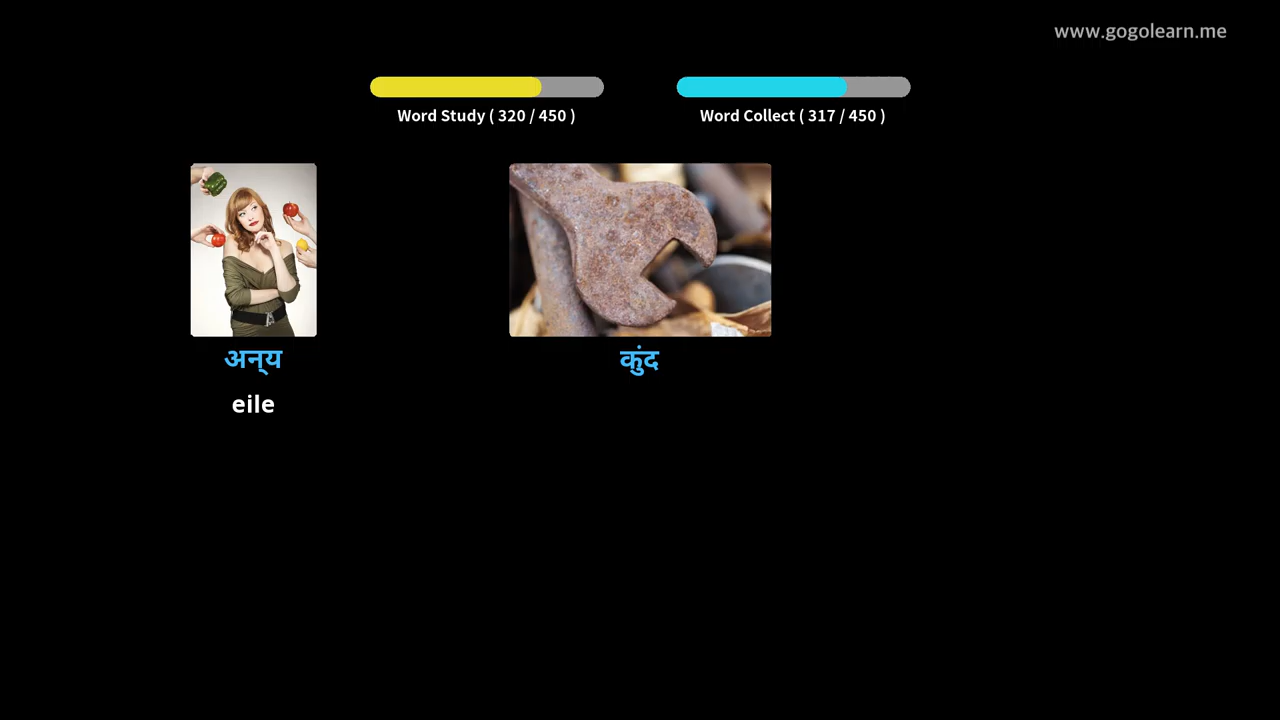 www.gogolearn.me
Word Study ( 320 / 450 )
Word Collect ( 317 / 450 )
अन्य
कुंद
eile